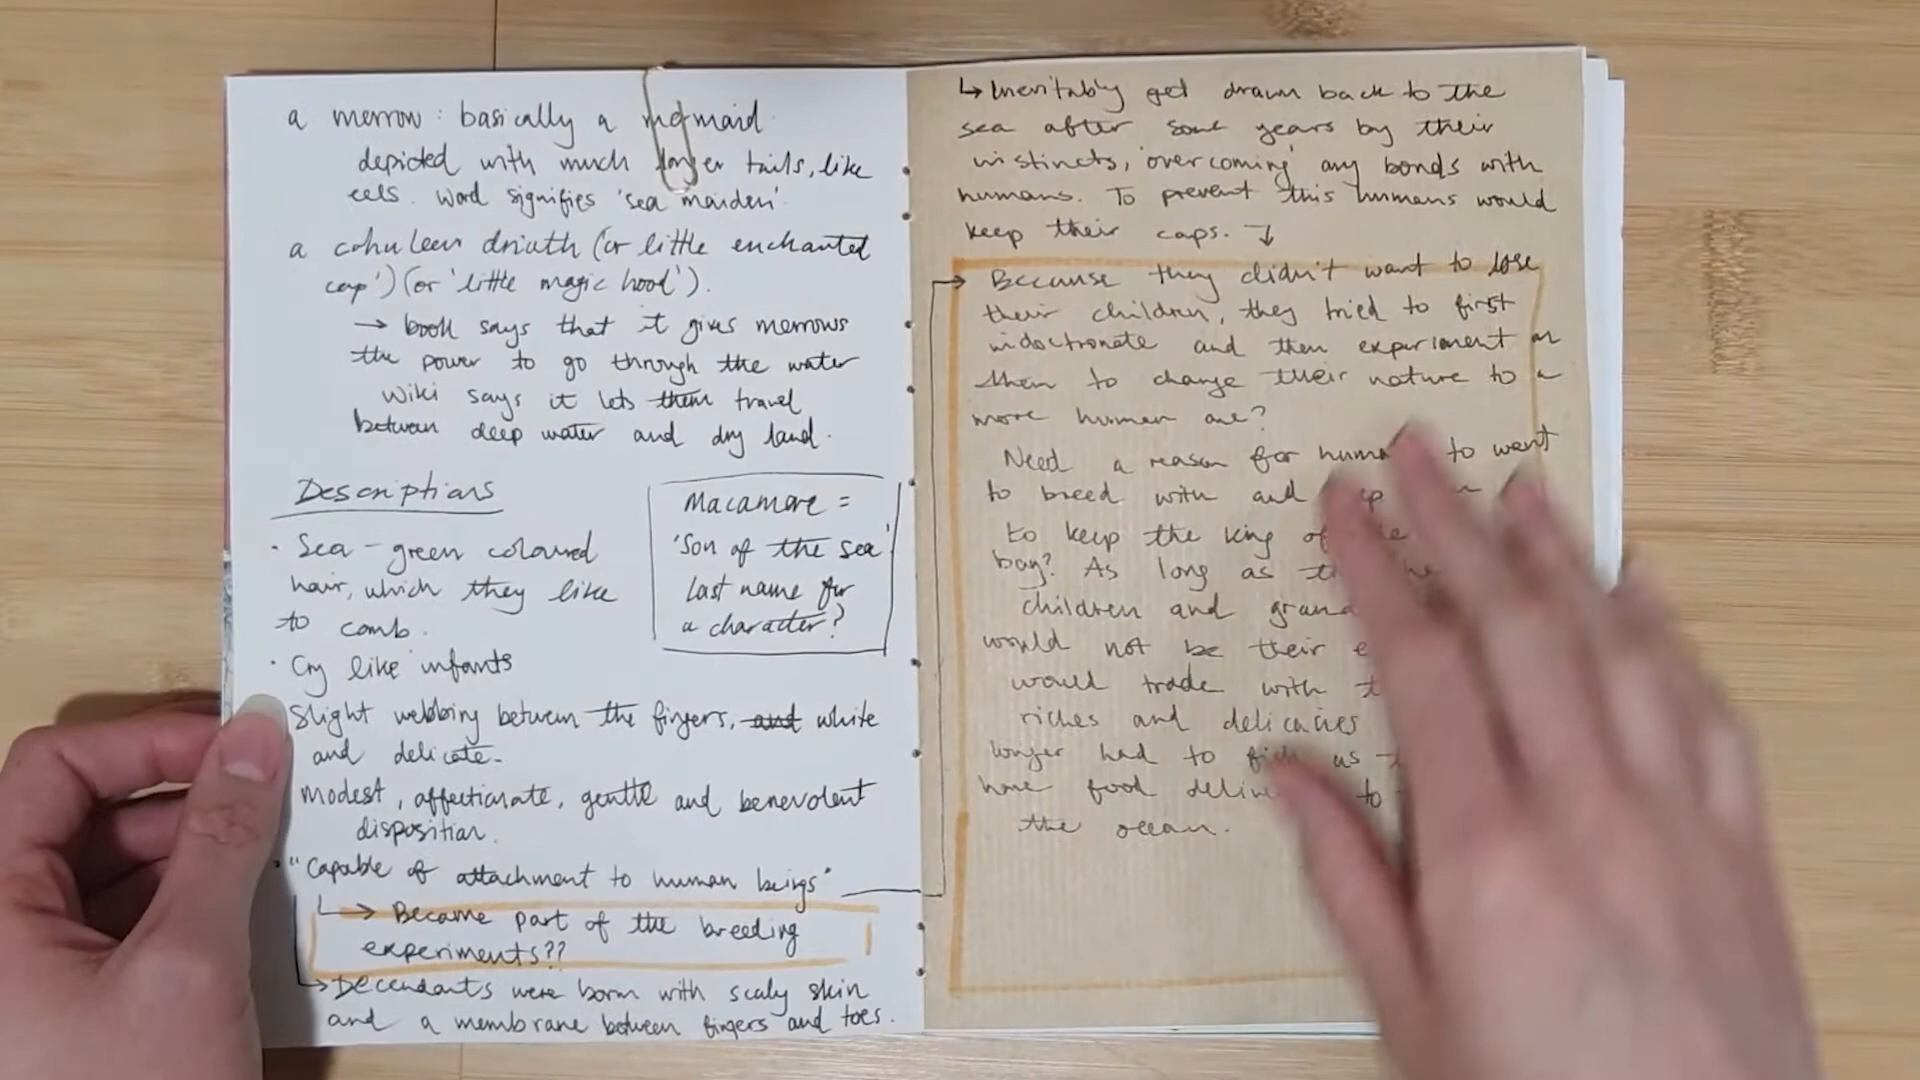 a merrow: basically a mermaid
depicted with much longer tails, like
eels. Word signifies 'sea maiden'.
a cohuleen driuth (or little enchanted
cap') (or 'little magic hood').
→ book says that it gives merrows
the power to go through the water
Wiki says it lets them travel
between deep water and dry land.
Descriptions
· Sea-green coloured
hair, which they like
to comb.
· Cry like infants
Slight webbing between the fingers, and white
and delicate.
modest, affectionate, gentle and benevolent
disposition.
· "Capable of attachment to human beings"
↳ Became part of the breeding
experiments??
↳ Decendants were born with scaly skin
and a membrane between fingers and toes.
Macamore =
'Son of the sea'
last name for
a character?
↳ Inevitably get drawn back to the
sea after some years by their
instincts, 'overcoming' any bonds with
humans. To prevent this humans would
keep their caps. ↓
Because they didn't want to lose
their children, they tried to first
indoctronate and then experiment on
them to change their nature to a
more human one?
Need a reason for to want
to breed with and
to keep the king of
bay? As long as
children and
would not be their
would trade with
riches and delicacies
longer had to as
have food to
the ocean.